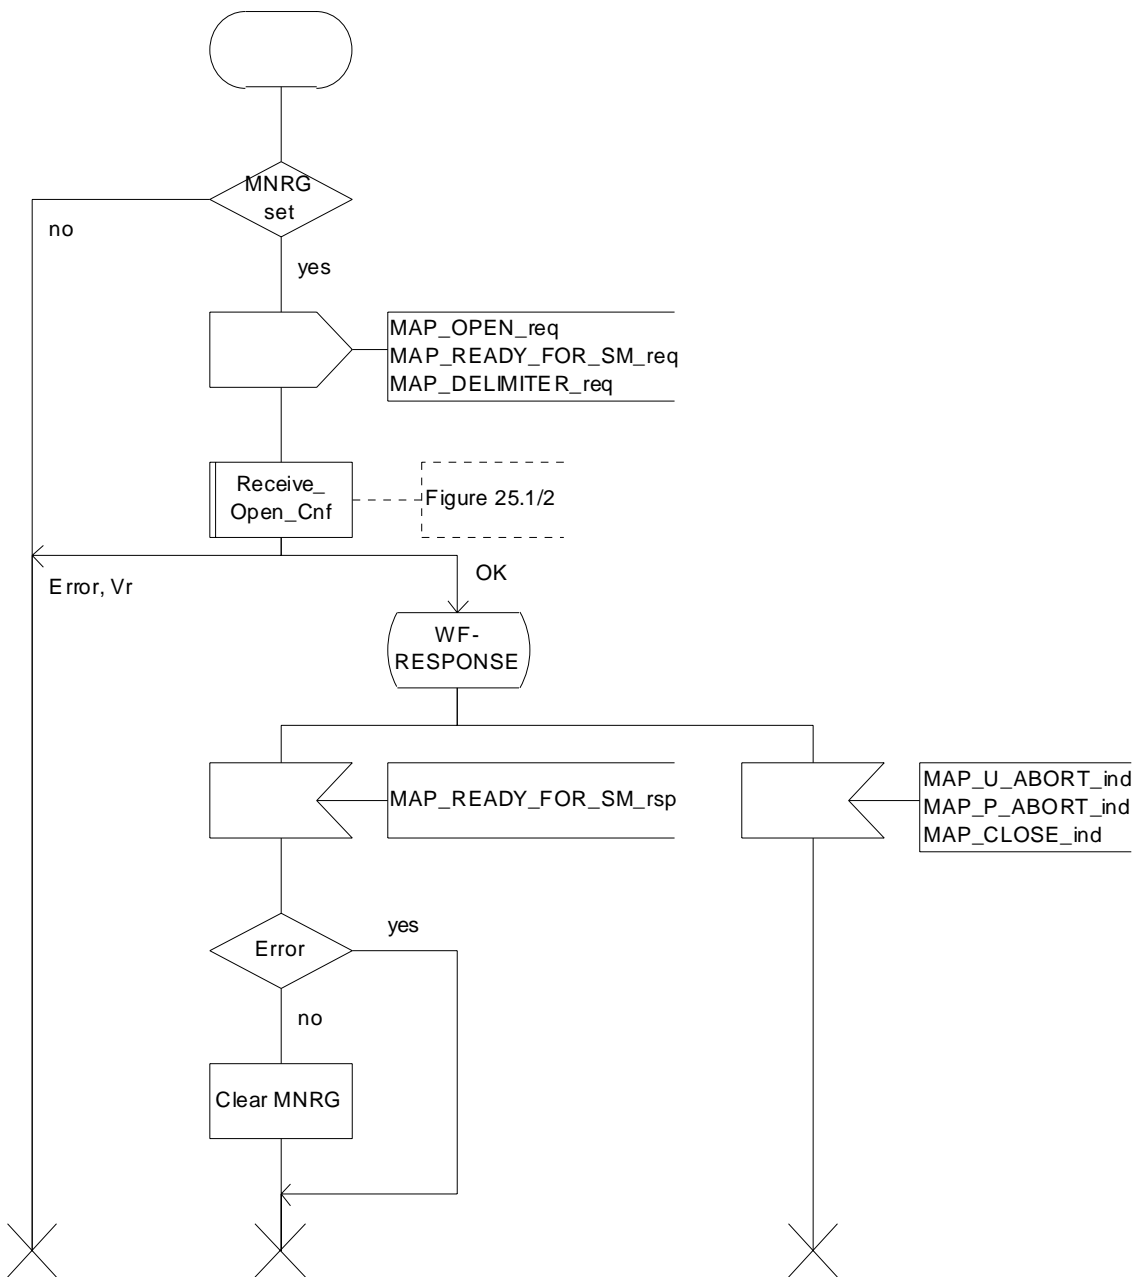 MNRG
set
no
yes
MAP_OPEN_req
MAP_READY_FOR_SM_req
MAP_DELIMITER_req
Receive_
Open_Cnf
Figure 25.1/2
Error, Vr
OK
WF-
RESPONSE
MAP_READY_FOR_SM_rsp
MAP_U_ABORT_ind
MAP_P_ABORT_ind
MAP_CLOSE_ind
Error
yes
no
Clear MNRG